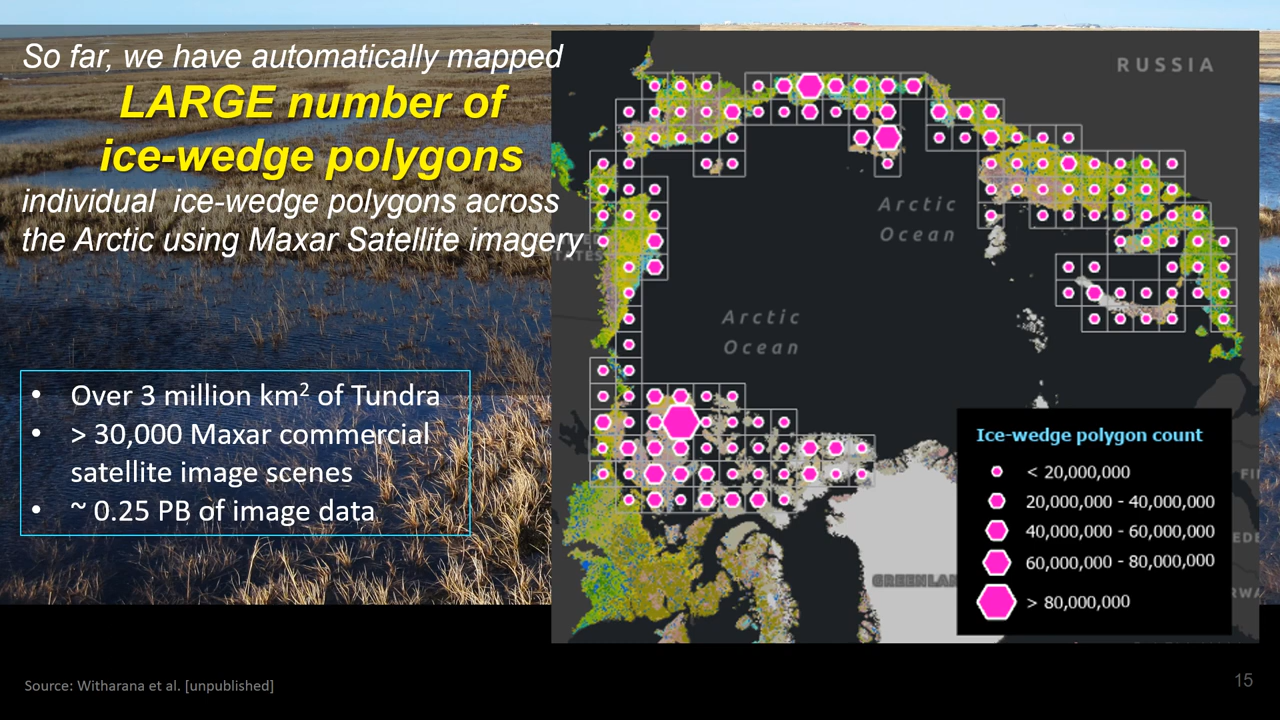 So far, we have automatically mapped
LARGE number of
ice-wedge polygons
individual  ice-wedge polygons across
the Arctic using Maxar Satellite imagery
• Over 3 million km² of Tundra
• > 30,000 Maxar commercial
satellite image scenes
• ~ 0.25 PB of image data
RUSSIA
Arctic
Ocean
Arctic
Ocean
GREENLAN
Ice-wedge polygon count
< 20,000,000
20,000,000 - 40,000,000
40,000,000 - 60,000,000
60,000,000 - 80,000,000
> 80,000,000
Source: Witharana et al. [unpublished]
15